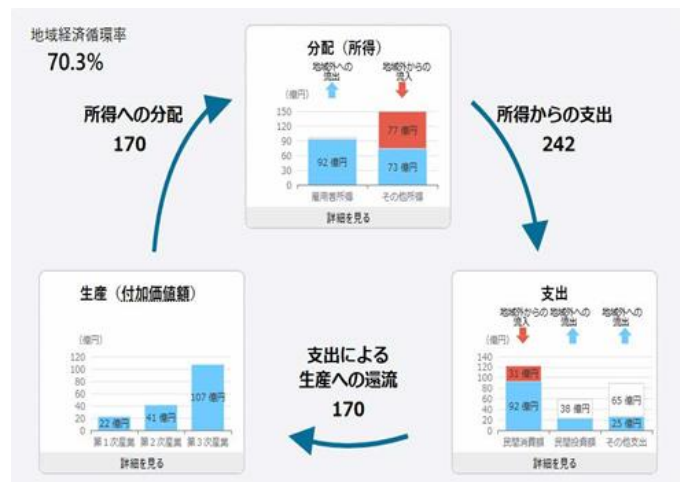 地域経済循環率
70.3%
分配（所得）
地域外への
流出
地域外からの
流入
(億円)
150
120
90
60
30
0
77 億円
92 億円
73 億円
雇用者所得
その他所得
詳細を見る
所得への分配
170
所得からの支出
242
生産（付加価値額）
(億円)
120
100
80
60
40
20
0
22 億円
41 億円
107 億円
第1次産業
第2次産業
第3次産業
詳細を見る
支出による
生産への還流
170
支出
地域外からの
流入
地域外への
流出
地域外への
流出
(億円)
140
120
100
80
60
40
20
0
31 億円
92 億円
38 億円
65 億円
25 億円
民間消費額
民間投資額
その他支出
詳細を見る